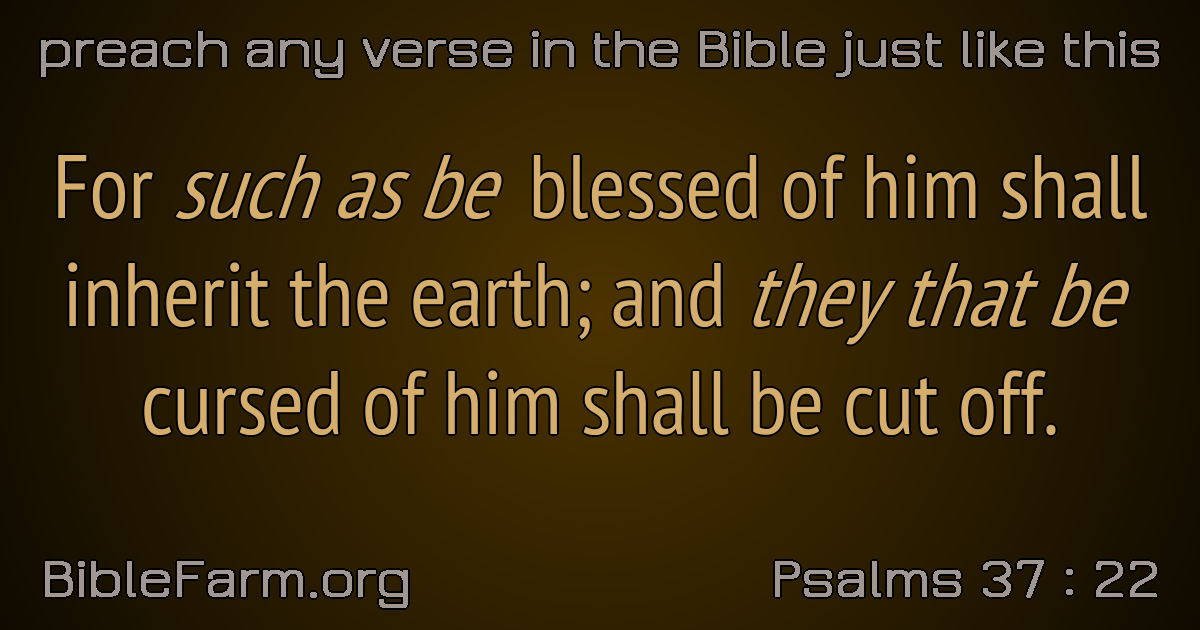 preach any verse in the Bible just like this
For such as be blessed of him shall
inherit the earth; and they that be
cursed of him shall be cut off.
BibleFarm.org
Psalms 37 : 22